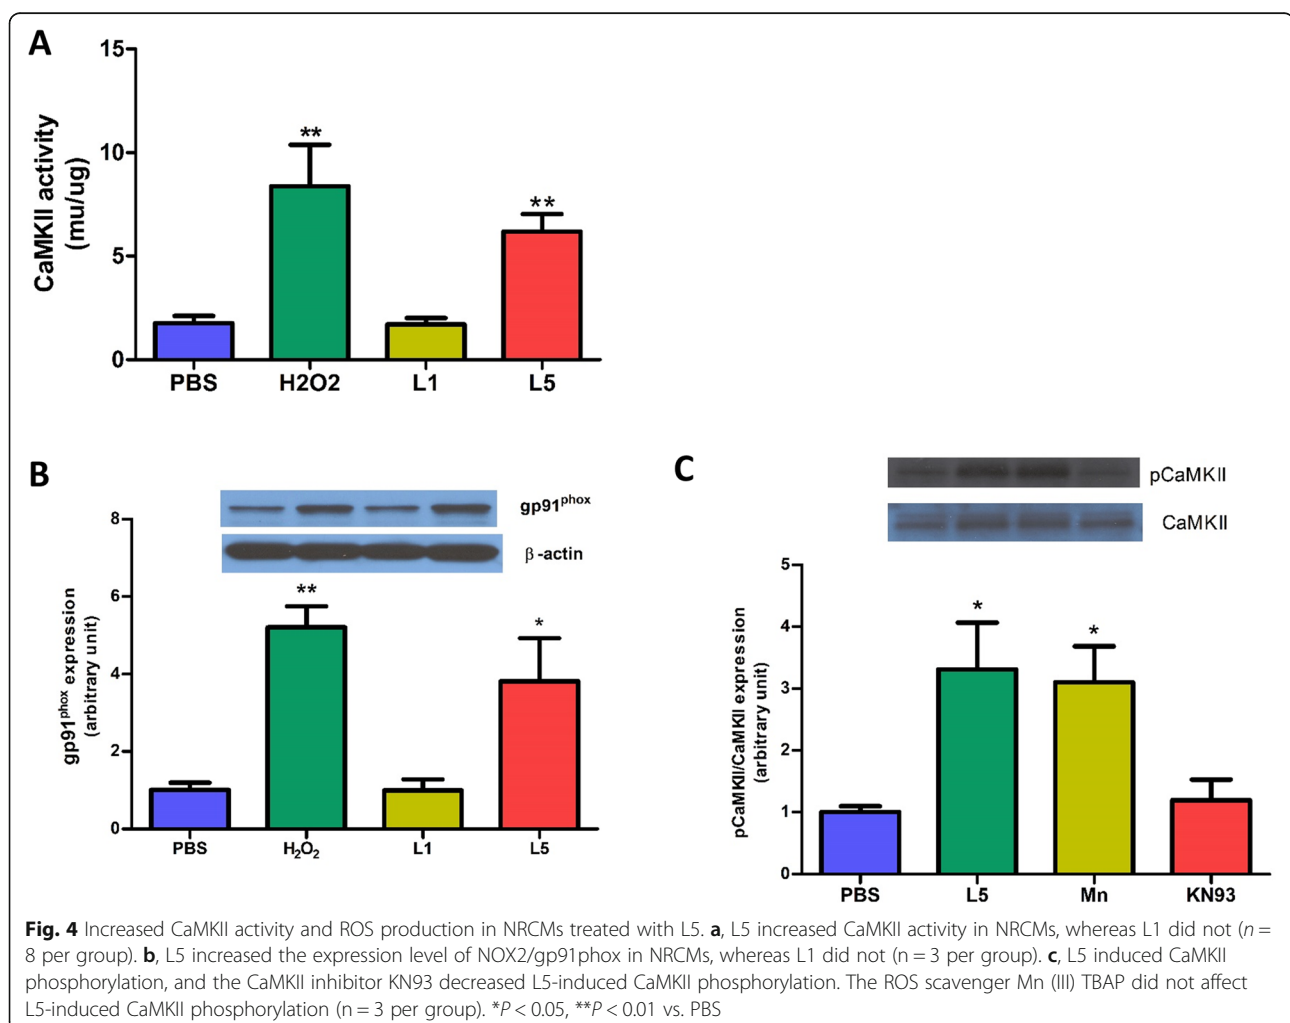 A
15
10
5
0
CaMKII activity
(mu/ug)
**
**
PBS H2O2 L1 L5
B
gp91phox
β-actin
8
6
4
2
0
gp91phox expression
(arbitrary unit)
**
*
PBS H2O2 L1 L5
C
pCaMKII
CaMKII
5
4
3
2
1
0
pCaMKII/CaMKII expression
(arbitrary unit)
*
*
PBS L5 Mn KN93
Fig. 4 Increased CaMKII activity and ROS production in NRCMs treated with L5. a, L5 increased CaMKII activity in NRCMs, whereas L1 did not (n =
8 per group). b, L5 increased the expression level of NOX2/gp91phox in NRCMs, whereas L1 did not (n = 3 per group). c, L5 induced CaMKII
phosphorylation, and the CaMKII inhibitor KN93 decreased L5-induced CaMKII phosphorylation. The ROS scavenger Mn (III) TBAP did not affect
L5-induced CaMKII phosphorylation (n = 3 per group). *P < 0.05, **P < 0.01 vs. PBS